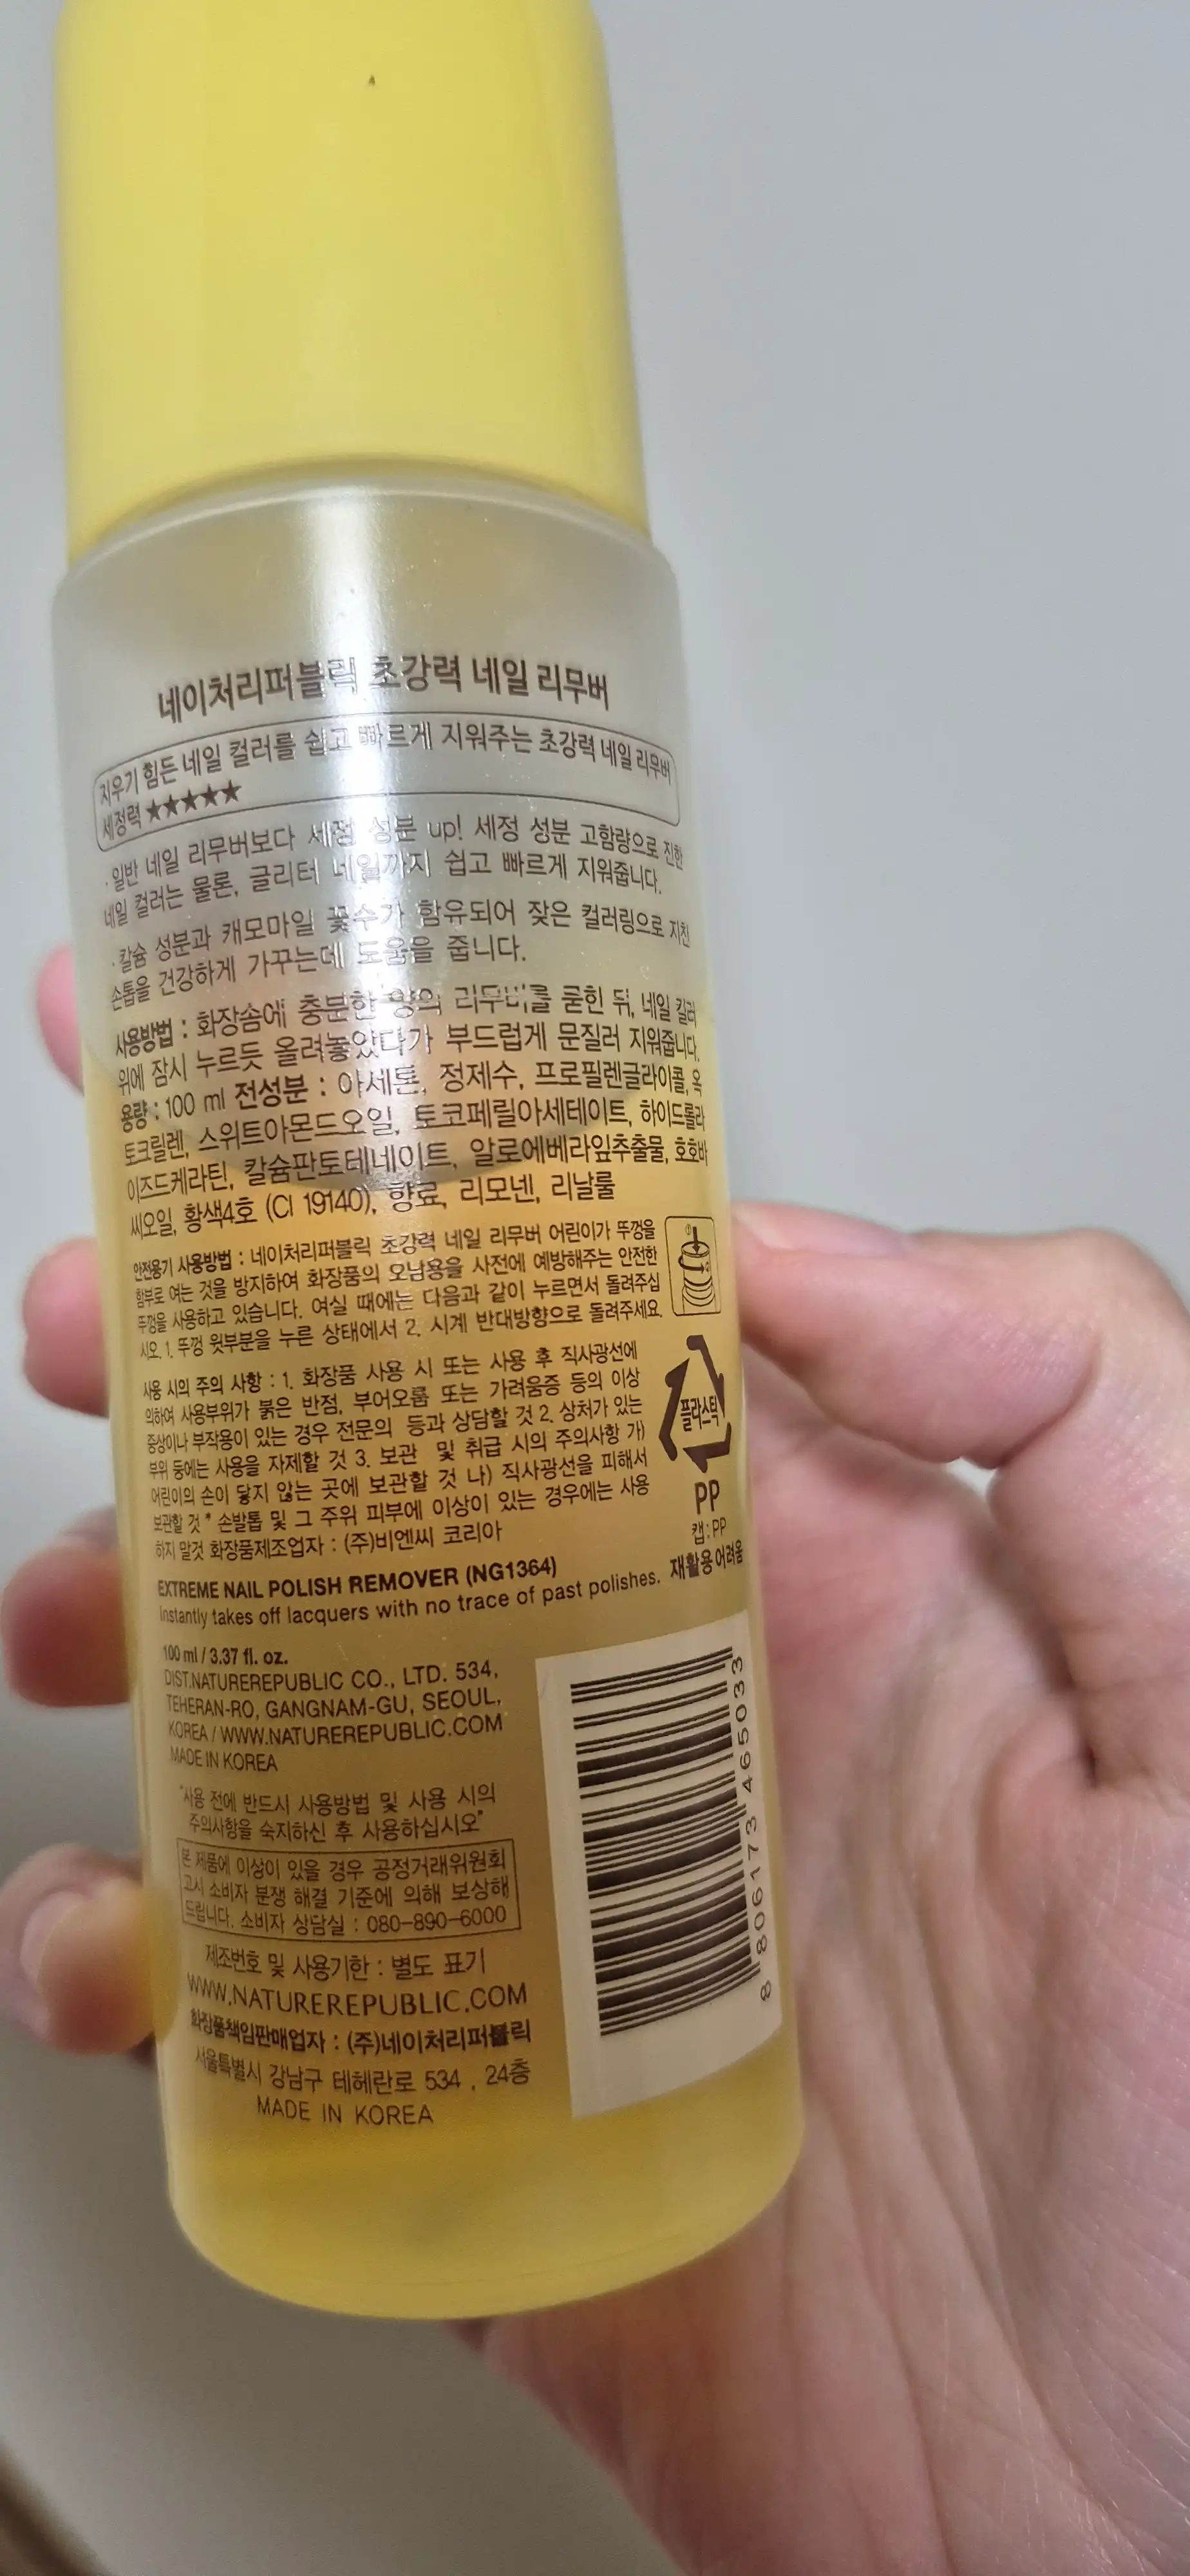 네이처리퍼블릭 초강력 네일 리무버
지우기 힘든 네일 컬러를 쉽고 빠르게 지워주는 초강력 네일 리무버
세정력 ★★★★★
· 일반 네일 리무버보다 세정 성분 up! 세정 성분 고함량으로 진한
네일 컬러는 물론, 글리터 네일까지 쉽고 빠르게 지워줍니다.
· 칼슘 성분과 캐모마일 꽃수가 함유되어 잦은 컬러링으로 지친
손톱을 건강하게 가꾸는데 도움을 줍니다.
사용방법 : 화장솜에 충분한 양의 리무버를 묻힌 뒤, 네일 컬러
위에 잠시 누르듯 올려놓았다가 부드럽게 문질러 지워줍니다.
용량 : 100 ml 전성분 : 아세톤, 정제수, 프로필렌글라이콜, 옥
토크릴렌, 스위트아몬드오일, 토코페릴아세테이트, 하이드롤라
이즈드케라틴, 칼슘판토테네이트, 알로에베라잎추출물, 호호바
씨오일, 황색4호 (CI 19140), 향료, 리모넨, 리날룰
안전용기 사용방법 : 네이처리퍼블릭 초강력 네일 리무버 어린이가 뚜껑을
함부로 여는 것을 방지하여 화장품의 오남용을 사전에 예방해주는 안전한
뚜껑을 사용하고 있습니다. 여실 때에는 다음과 같이 누르면서 돌려주십
시오. 1. 뚜껑 윗부분을 누른 상태에서 2. 시계 반대방향으로 돌려주세요.
사용 시의 주의 사항 : 1. 화장품 사용 시 또는 사용 후 직사광선에
의하여 사용부위가 붉은 반점, 부어오름 또는 가려움증 등의 이상
증상이나 부작용이 있는 경우 전문의 등과 상담할 것 2. 상처가 있는
부위 등에는 사용을 자제할 것 3. 보관 및 취급 시의 주의사항 가)
어린이의 손이 닿지 않는 곳에 보관할 것 나) 직사광선을 피해서
보관할 것 * 손발톱 및 그 주위 피부에 이상이 있는 경우에는 사용
하지 말것 화장품제조업자 : (주)비엔씨 코리아
플라스틱
PP
캡 : PP
재활용 어려움
EXTREME NAIL POLISH REMOVER (NG1364)
Instantly takes off lacquers with no trace of past polishes.
100 ml / 3.37 fl. oz.
DIST.NATUREREPUBLIC CO., LTD. 534,
TEHERAN-RO, GANGNAM-GU, SEOUL,
KOREA / WWW.NATUREREPUBLIC.COM
MADE IN KOREA
"사용 전에 반드시 사용방법 및 사용 시의
주의사항을 숙지하신 후 사용하십시오"
본 제품에 이상이 있을 경우 공정거래위원회
고시 소비자 분쟁 해결 기준에 의해 보상해
드립니다. 소비자 상담실 : 080-890-6000
제조번호 및 사용기한 : 별도 표기
WWW.NATUREREPUBLIC.COM
화장품책임판매업자 : (주)네이처리퍼블릭
서울특별시 강남구 테헤란로 534 , 24층
MADE IN KOREA
8 806173 465033